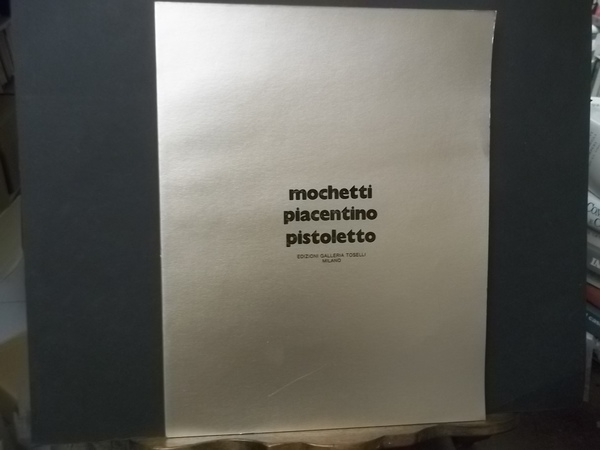 mochetti
piacentino
pistoletto
EDIZIONI GALLERIA TOSELLI
MILANO